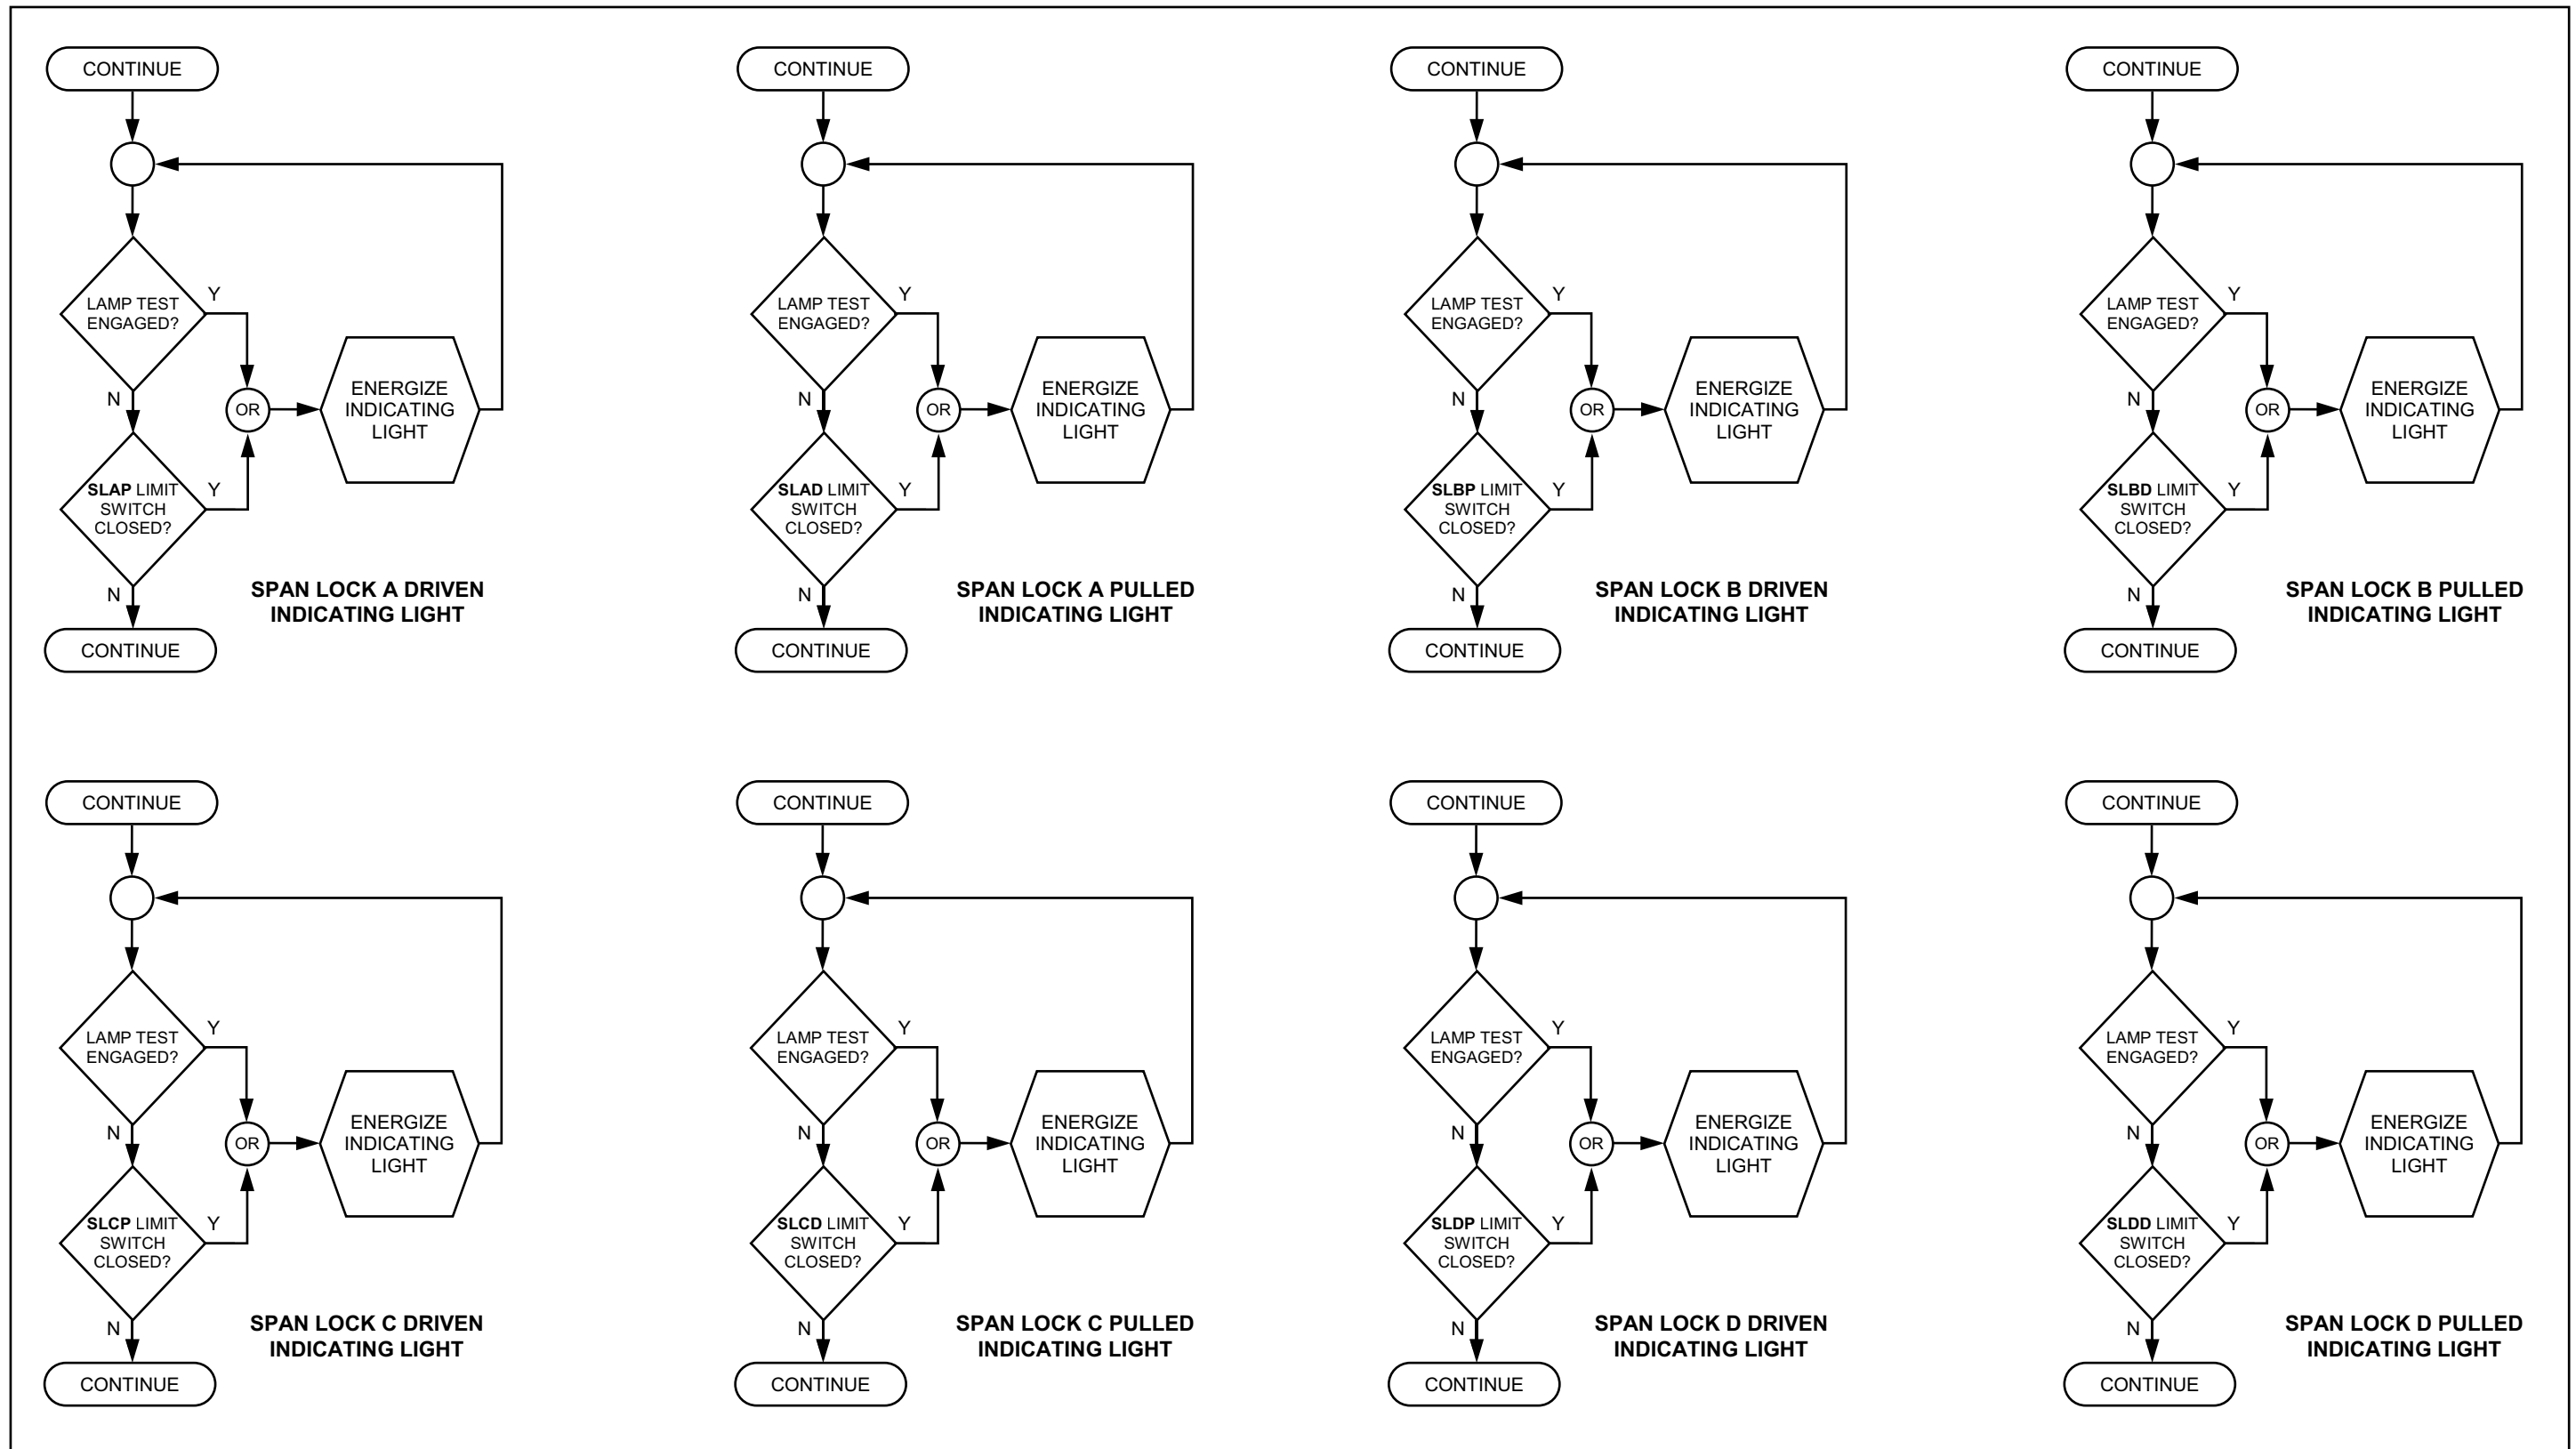 CONTINUE
LAMP TEST
ENGAGED?
Y
N
OR
ENERGIZE
INDICATING
LIGHT
SLAP LIMIT
SWITCH
CLOSED?
Y
N
SPAN LOCK A DRIVEN
INDICATING LIGHT
CONTINUE
CONTINUE
LAMP TEST
ENGAGED?
Y
N
OR
ENERGIZE
INDICATING
LIGHT
SLAD LIMIT
SWITCH
CLOSED?
Y
N
SPAN LOCK A PULLED
INDICATING LIGHT
CONTINUE
CONTINUE
LAMP TEST
ENGAGED?
Y
N
OR
ENERGIZE
INDICATING
LIGHT
SLBP LIMIT
SWITCH
CLOSED?
Y
N
SPAN LOCK B DRIVEN
INDICATING LIGHT
CONTINUE
CONTINUE
LAMP TEST
ENGAGED?
Y
N
OR
ENERGIZE
INDICATING
LIGHT
SLBD LIMIT
SWITCH
CLOSED?
Y
N
SPAN LOCK B PULLED
INDICATING LIGHT
CONTINUE
CONTINUE
LAMP TEST
ENGAGED?
Y
N
OR
ENERGIZE
INDICATING
LIGHT
SLCP LIMIT
SWITCH
CLOSED?
Y
N
SPAN LOCK C DRIVEN
INDICATING LIGHT
CONTINUE
CONTINUE
LAMP TEST
ENGAGED?
Y
N
OR
ENERGIZE
INDICATING
LIGHT
SLCD LIMIT
SWITCH
CLOSED?
Y
N
SPAN LOCK C PULLED
INDICATING LIGHT
CONTINUE
CONTINUE
LAMP TEST
ENGAGED?
Y
N
OR
ENERGIZE
INDICATING
LIGHT
SLDP LIMIT
SWITCH
CLOSED?
Y
N
SPAN LOCK D DRIVEN
INDICATING LIGHT
CONTINUE
CONTINUE
LAMP TEST
ENGAGED?
Y
N
OR
ENERGIZE
INDICATING
LIGHT
SLDD LIMIT
SWITCH
CLOSED?
Y
N
SPAN LOCK D PULLED
INDICATING LIGHT
CONTINUE